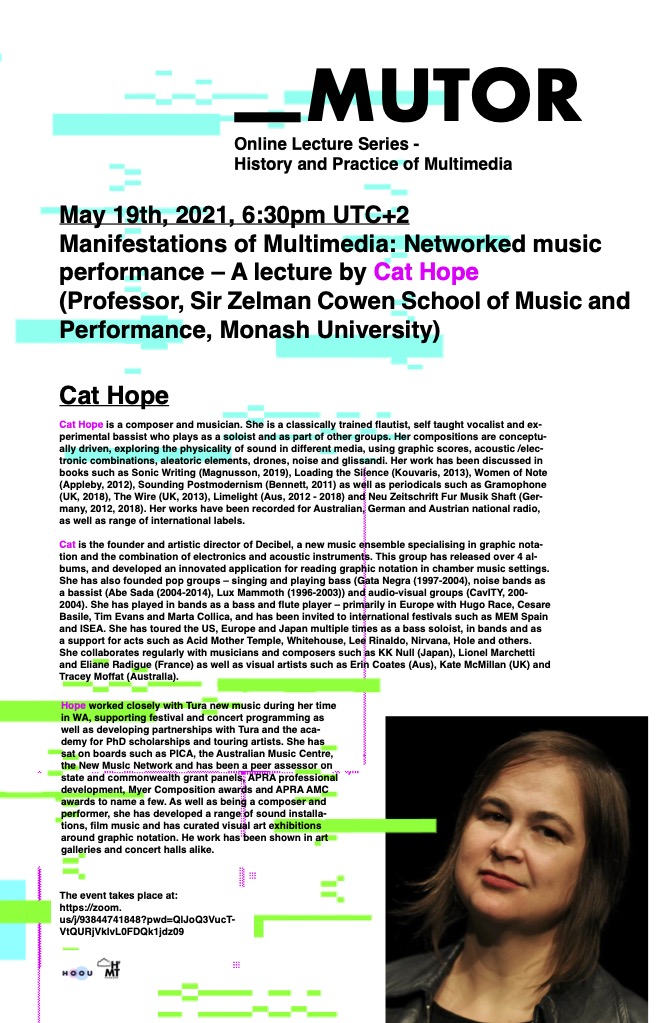 __MUTOR
Online Lecture Series -
History and Practice of Multimedia
May 19th, 2021, 6:30pm UTC+2
Manifestations of Multimedia: Networked music
performance – A lecture by Cat Hope
(Professor, Sir Zelman Cowen School of Music and
Performance, Monash University)
Cat Hope
Cat Hope is a composer and musician. She is a classically trained flautist, self taught vocalist and ex-
perimental bassist who plays as a soloist and as part of other groups. Her compositions are conceptu-
ally driven, exploring the physicality of sound in different media, using graphic scores, acoustic /elec-
tronic combinations, aleatoric elements, drones, noise and glissandi. Her work has been discussed in
books such as Sonic Writing (Magnusson, 2019), Loading the Silence (Kouvaris, 2013), Women of Note
(Appleby, 2012), Sounding Postmodernism (Bennett, 2011) as well as periodicals such as Gramophone
(UK, 2018), The Wire (UK, 2013), Limelight (Aus, 2012 - 2018) and Neu Zeitschrift Fur Musik Shaft (Ger-
many, 2012, 2018). Her works have been recorded for Australian, German and Austrian national radio,
as well as range of international labels.
Cat is the founder and artistic director of Decibel, a new music ensemble specialising in graphic nota-
tion and the combination of electronics and acoustic instruments. This group has released over 4 al-
bums, and developed an innovated application for reading graphic notation in chamber music settings.
She has also founded pop groups – singing and playing bass (Gata Negra (1997-2004), noise bands as
a bassist (Abe Sada (2004-2014), Lux Mammoth (1996-2003)) and audio-visual groups (CavITY, 200-
2004). She has played in bands as a bass and flute player – primarily in Europe with Hugo Race, Cesare
Basile, Tim Evans and Marta Collica, and has been invited to international festivals such as MEM Spain
and ISEA. She has toured the US, Europe and Japan multiple times as a bass soloist, in bands and as
a support for acts such as Acid Mother Temple, Whitehouse, Lee Rinaldo, Nirvana, hole and others.
She collaborates regularly with musicians and composers such as KK Null (Japan), Lionel Marchetti
and Eliane Radigue (France) as well as visual artists such as Erin Coates (Aus), Kate McMillan (UK) and
Tracey Moffat (Australia).
Hope worked closely with Tura new music during her time
in WA, supporting festival and concert programming as
well as developing partnerships with Tura and the aca-
demy for PhD scholarships and touring artists. She has
sat on boards such as PICA, the Australian Music Centre,
the New Music Network and has been a peer assessor on
state and commonwealth grant panels, APRA professional
development, Myer Composition awards and APRA AMC
awards to name a few. As well as being a composer and
performer, she has developed a range of sound installa-
tions, film music and has curated visual art exhibitions
around graphic notation. He work has been shown in art
galleries and concert halls alike.
The event takes place at:
https://zoom.
us/j/93844741848?pwd=QlJoQ3VucT-
VtQURjVklvL0FDQk1jdz09
HOOU
HfMT